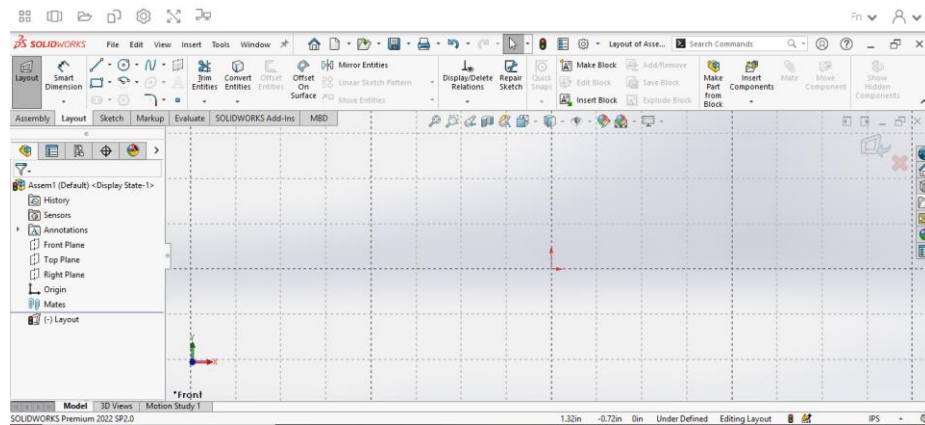 Fn
SOLIDWORKS File Edit View Insert Tools Window Layout of Asse... Search Commands
Layout Smart Dimension Trim Entities Convert Entities Offset Entities Offset On Surface Mirror Entities Linear Sketch Pattern Move Entities Display/Delete Relations Repair Sketch Quick Snaps Make Block Edit Block Insert Block Add/Remove Save Block Explode Block Make Part from Block Insert Components Mate Move Component Show Hidden Components
Assembly Layout Sketch Markup Evaluate SOLIDWORKS Add-Ins MBD
Assem1 (Default) <Display State-1>
History
Sensors
Annotations
Front Plane
Top Plane
Right Plane
Origin
Mates
(-) Layout
Y
X
*Front
Model 3D Views Motion Study 1
SOLIDWORKS Premium 2022 SP2.0 1.32in -0.72in 0in Under Defined Editing Layout IPS